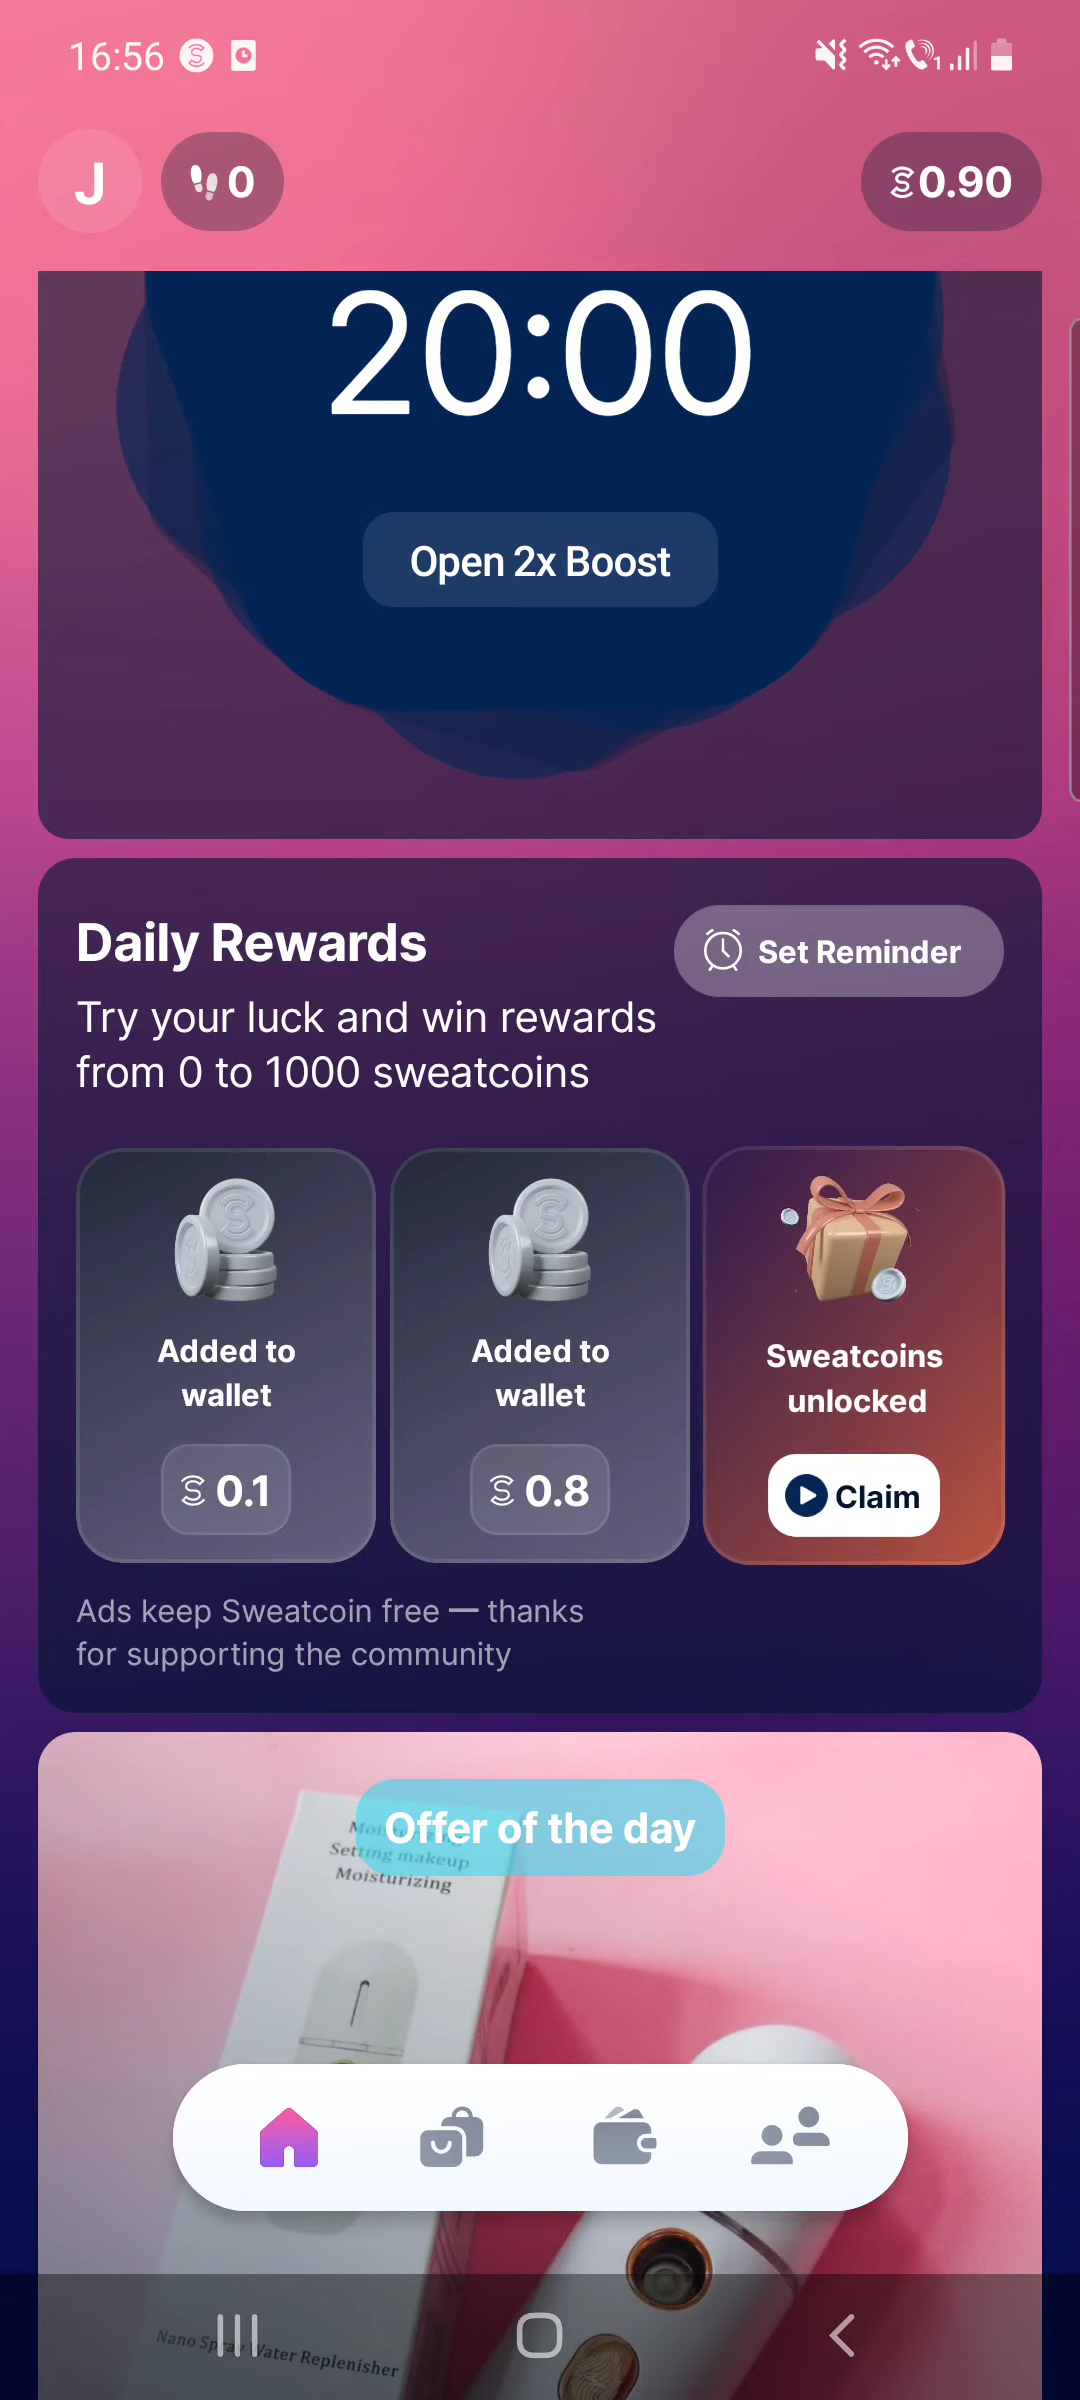 16:56
J
0
0.90
20:00
Open 2x Boost
Daily Rewards
Set Reminder
Try your luck and win rewards
from 0 to 1000 sweatcoins
Added to
wallet
0.1
Added to
wallet
0.8
Sweatcoins
unlocked
Claim
Ads keep Sweatcoin free — thanks
for supporting the community
Offer of the day
Setting makeup
Moisturizing
Nano Spray Water Replenisher